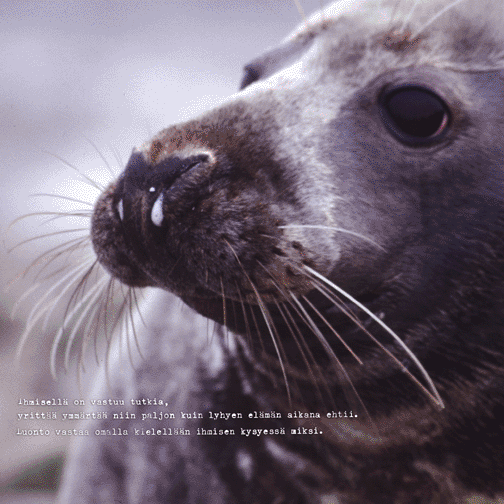 Ihmisellä on vastuu tutkia,
yrittää ymmärtää niin paljon kuin lyhyen elämän aikana ehtii.
Luonto vastaa omalla kielellään ihmisen kysyessä miksi.